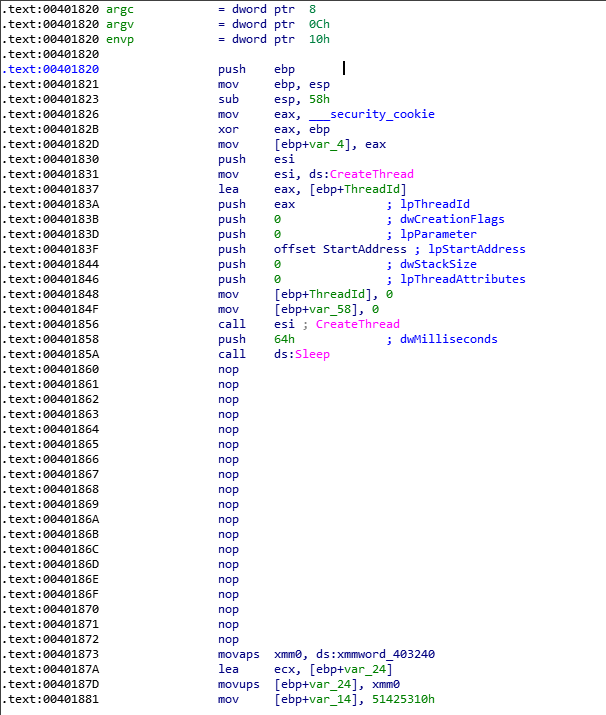 .text:00401820 argc = dword ptr 8
.text:00401820 argv = dword ptr 0Ch
.text:00401820 envp = dword ptr 10h
.text:00401820
.text:00401820 push ebp
.text:00401821 mov ebp, esp
.text:00401823 sub esp, 58h
.text:00401826 mov eax, ___security_cookie
.text:0040182B xor eax, ebp
.text:0040182D mov [ebp+var_4], eax
.text:00401830 push esi
.text:00401831 mov esi, ds:CreateThread
.text:00401837 lea eax, [ebp+ThreadId]
.text:0040183A push eax ; lpThreadId
.text:0040183B push 0 ; dwCreationFlags
.text:0040183D push 0 ; lpParameter
.text:0040183F push offset StartAddress ; lpStartAddress
.text:00401844 push 0 ; dwStackSize
.text:00401846 push 0 ; lpThreadAttributes
.text:00401848 mov [ebp+ThreadId], 0
.text:0040184F mov [ebp+var_58], 0
.text:00401856 call esi ; CreateThread
.text:00401858 push 64h ; dwMilliseconds
.text:0040185A call ds:Sleep
.text:00401860 nop
.text:00401861 nop
.text:00401862 nop
.text:00401863 nop
.text:00401864 nop
.text:00401865 nop
.text:00401866 nop
.text:00401867 nop
.text:00401868 nop
.text:00401869 nop
.text:0040186A nop
.text:0040186B nop
.text:0040186C nop
.text:0040186D nop
.text:0040186E nop
.text:0040186F nop
.text:00401870 nop
.text:00401871 nop
.text:00401872 nop
.text:00401873 movaps xmm0, ds:xmmword_403240
.text:0040187A lea ecx, [ebp+var_24]
.text:0040187D movups [ebp+var_24], xmm0
.text:00401881 mov [ebp+var_14], 51425310h